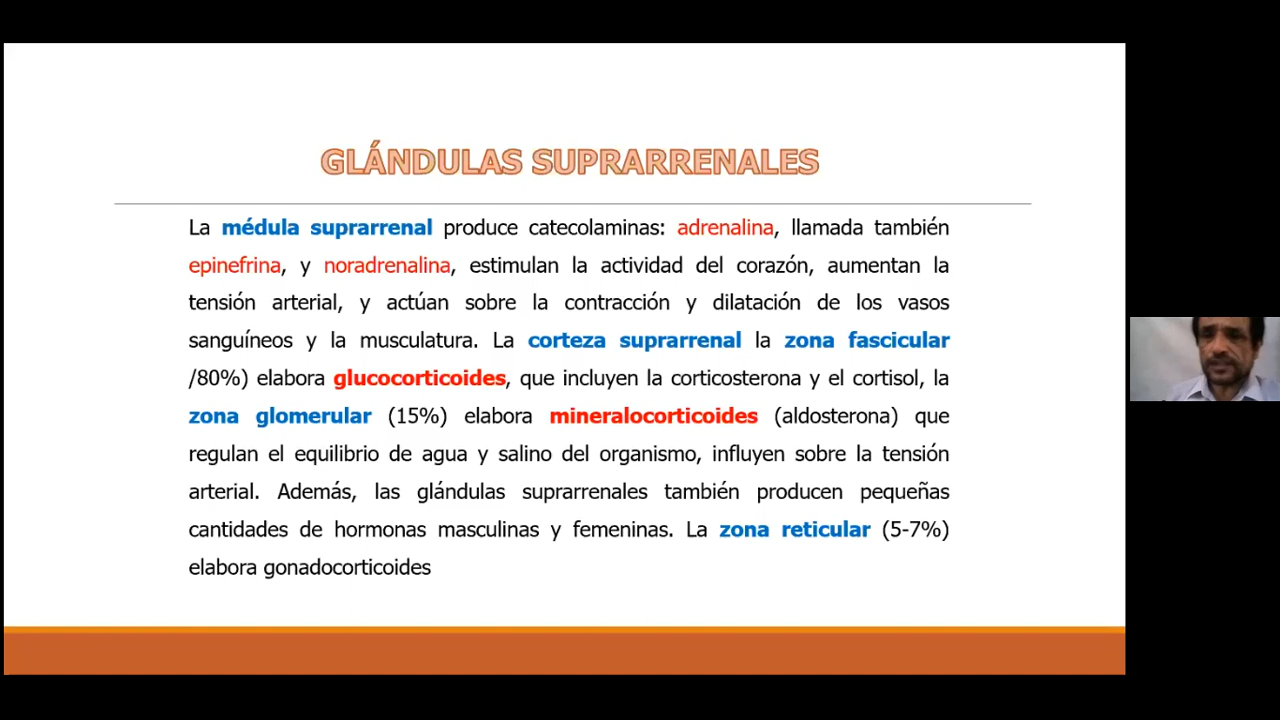 GLÁNDULAS SUPRARRENALES
La médula suprarrenal produce catecolaminas: adrenalina, llamada también
epinefrina, y noradrenalina, estimulan la actividad del corazón, aumentan la
tensión arterial, y actúan sobre la contracción y dilatación de los vasos
sanguíneos y la musculatura. La corteza suprarrenal la zona fascicular
/80%) elabora glucocorticoides, que incluyen la corticosterona y el cortisol, la
zona glomerular (15%) elabora mineralocorticoides (aldosterona) que
regulan el equilibrio de agua y salino del organismo, influyen sobre la tensión
arterial. Además, las glándulas suprarrenales también producen pequeñas
cantidades de hormonas masculinas y femeninas. La zona reticular (5-7%)
elabora gonadocorticoides